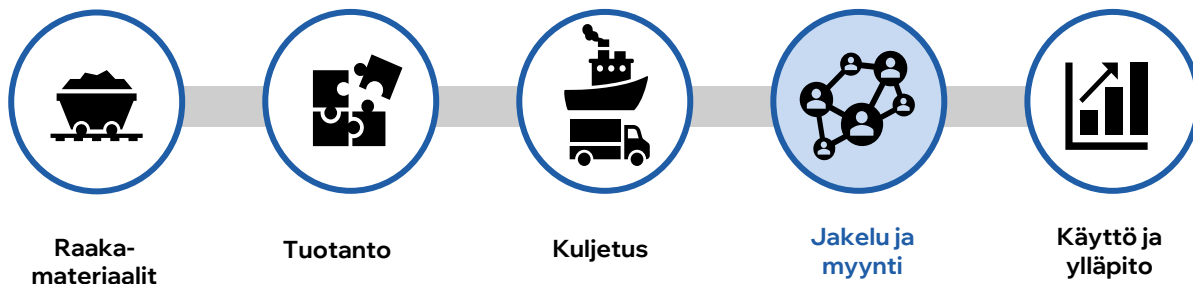 Raaka-
materiaalit
Tuotanto
Kuljetus
Jakelu ja
myynti
Käyttö ja
ylläpito